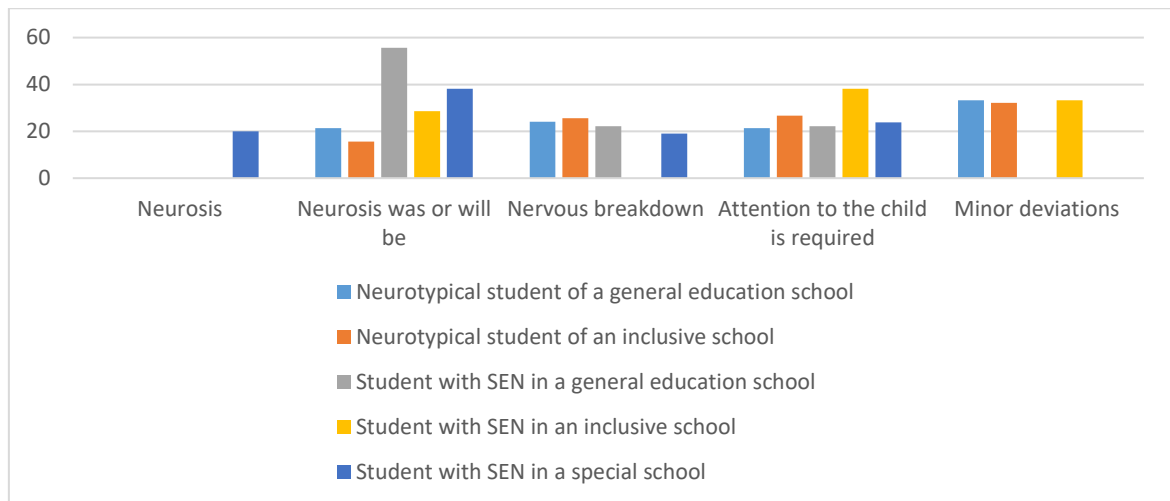 60
40
20
0
Neurosis
Neurosis was or will be
Nervous breakdown
Attention to the child is required
Minor deviations
Neurotypical student of a general education school
Neurotypical student of an inclusive school
Student with SEN in a general education school
Student with SEN in an inclusive school
Student with SEN in a special school